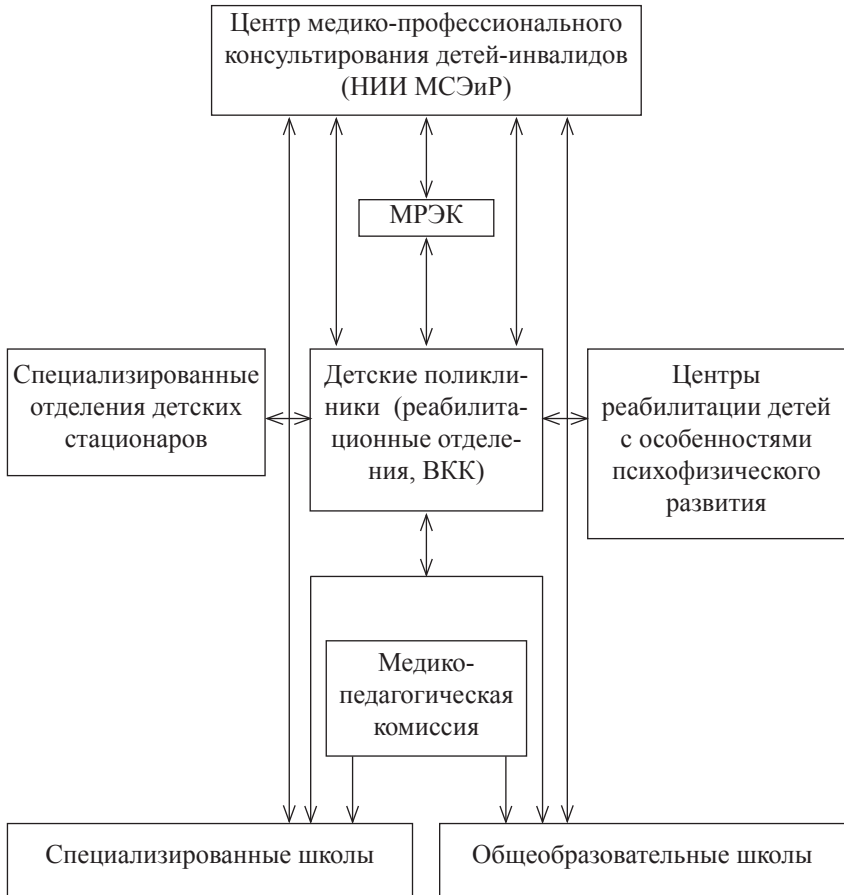 Центр медико-профессионального
консультирования детей-инвалидов
(НИИ МСЭиР)
МРЭК
Специализированные
отделения детских
стационаров
Детские поликли-
ники (реабилита-
ционные отделе-
ния, ВКК)
Центры
реабилитации детей
с особенностями
психофизического
развития
Медико-
педагогическая
комиссия
Специализированные школы
Общеобразовательные школы